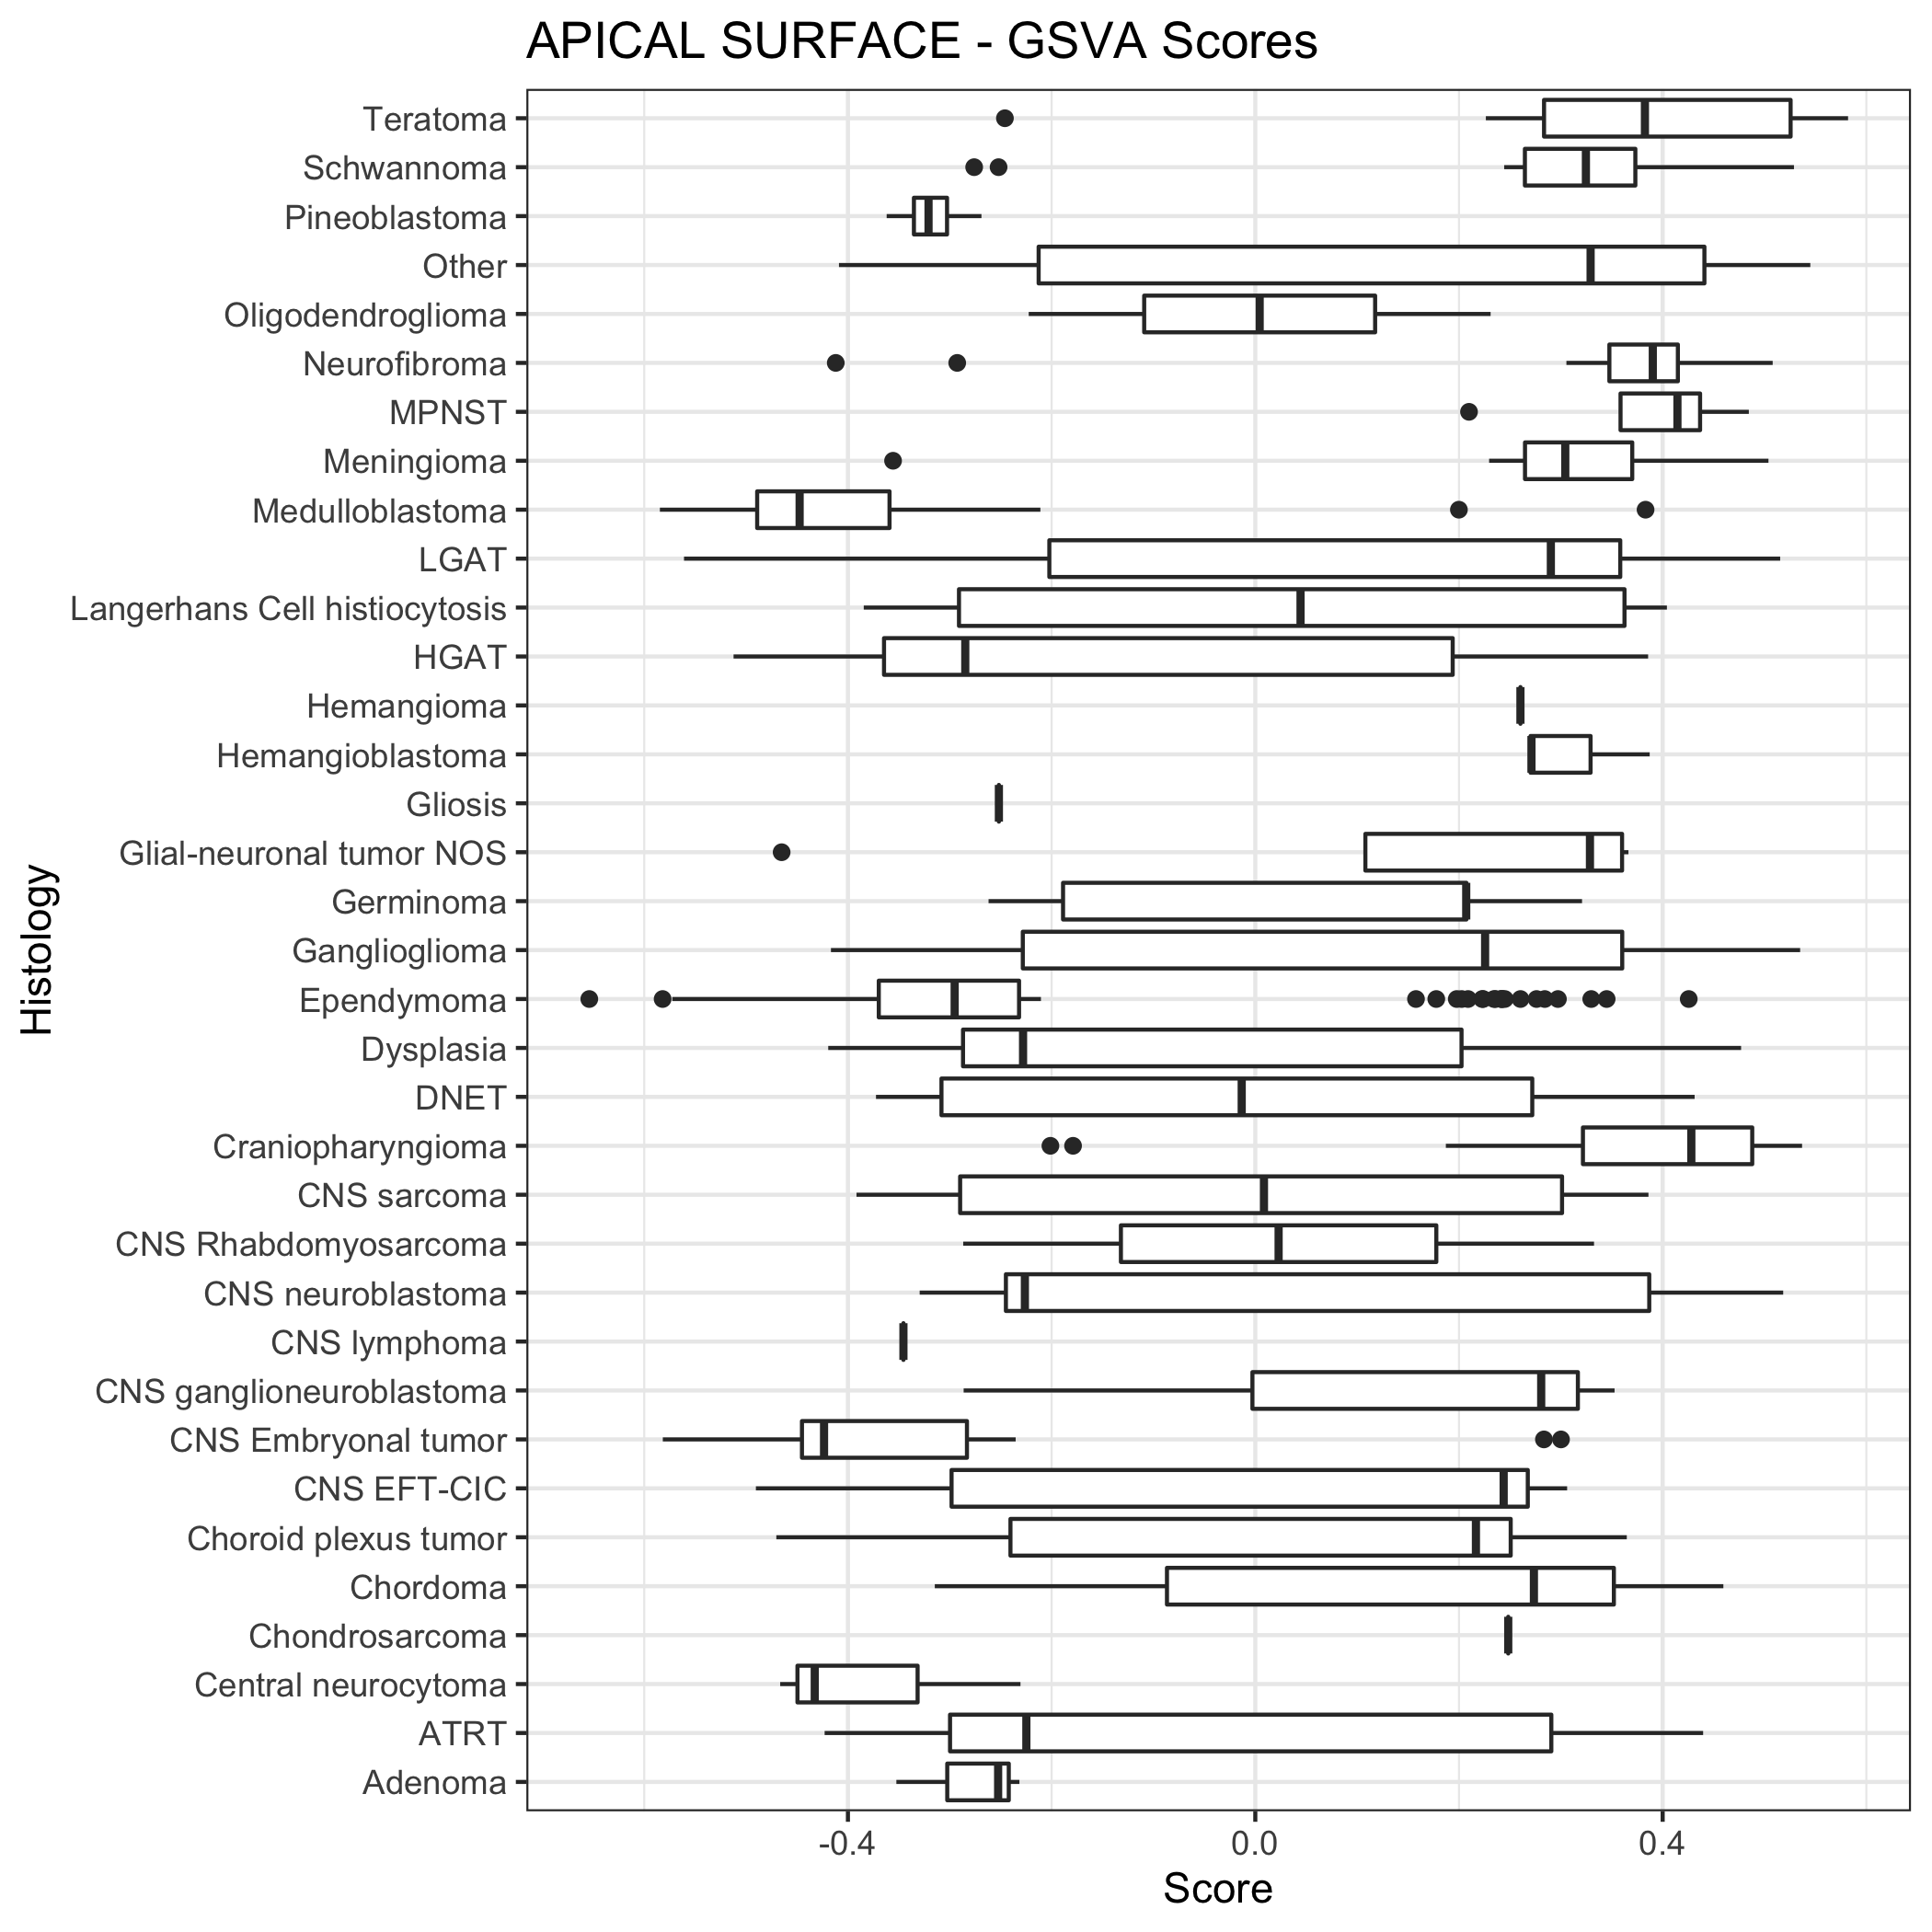 APICAL SURFACE - GSVA Scores
Histology
Teratoma
Schwannoma
Pineoblastoma
Other
Oligodendroglioma
Neurofibroma
MPNST
Meningioma
Medulloblastoma
LGAT
Langerhans Cell histiocytosis
HGAT
Hemangioma
Hemangioblastoma
Gliosis
Glial-neuronal tumor NOS
Germinoma
Ganglioglioma
Ependymoma
Dysplasia
DNET
Craniopharyngioma
CNS sarcoma
CNS Rhabdomyosarcoma
CNS neuroblastoma
CNS lymphoma
CNS ganglioneuroblastoma
CNS Embryonal tumor
CNS EFT-CIC
Choroid plexus tumor
Chordoma
Chondrosarcoma
Central neurocytoma
ATRT
Adenoma
-0.4 0.0 0.4
Score